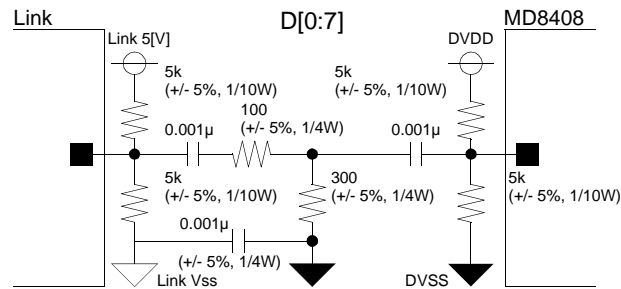 Link
D[0:7]
MD8408
Link 5[V]
DVDD
5k
(+/- 5%, 1/10W)
5k
(+/- 5%, 1/10W)
100
(+/- 5%, 1/4W)
0.001µ
0.001µ
5k
(+/- 5%, 1/10W)
300
(+/- 5%, 1/4W)
5k
(+/- 5%, 1/10W)
0.001µ
(+/- 5%, 1/4W)
Link Vss
DVSS